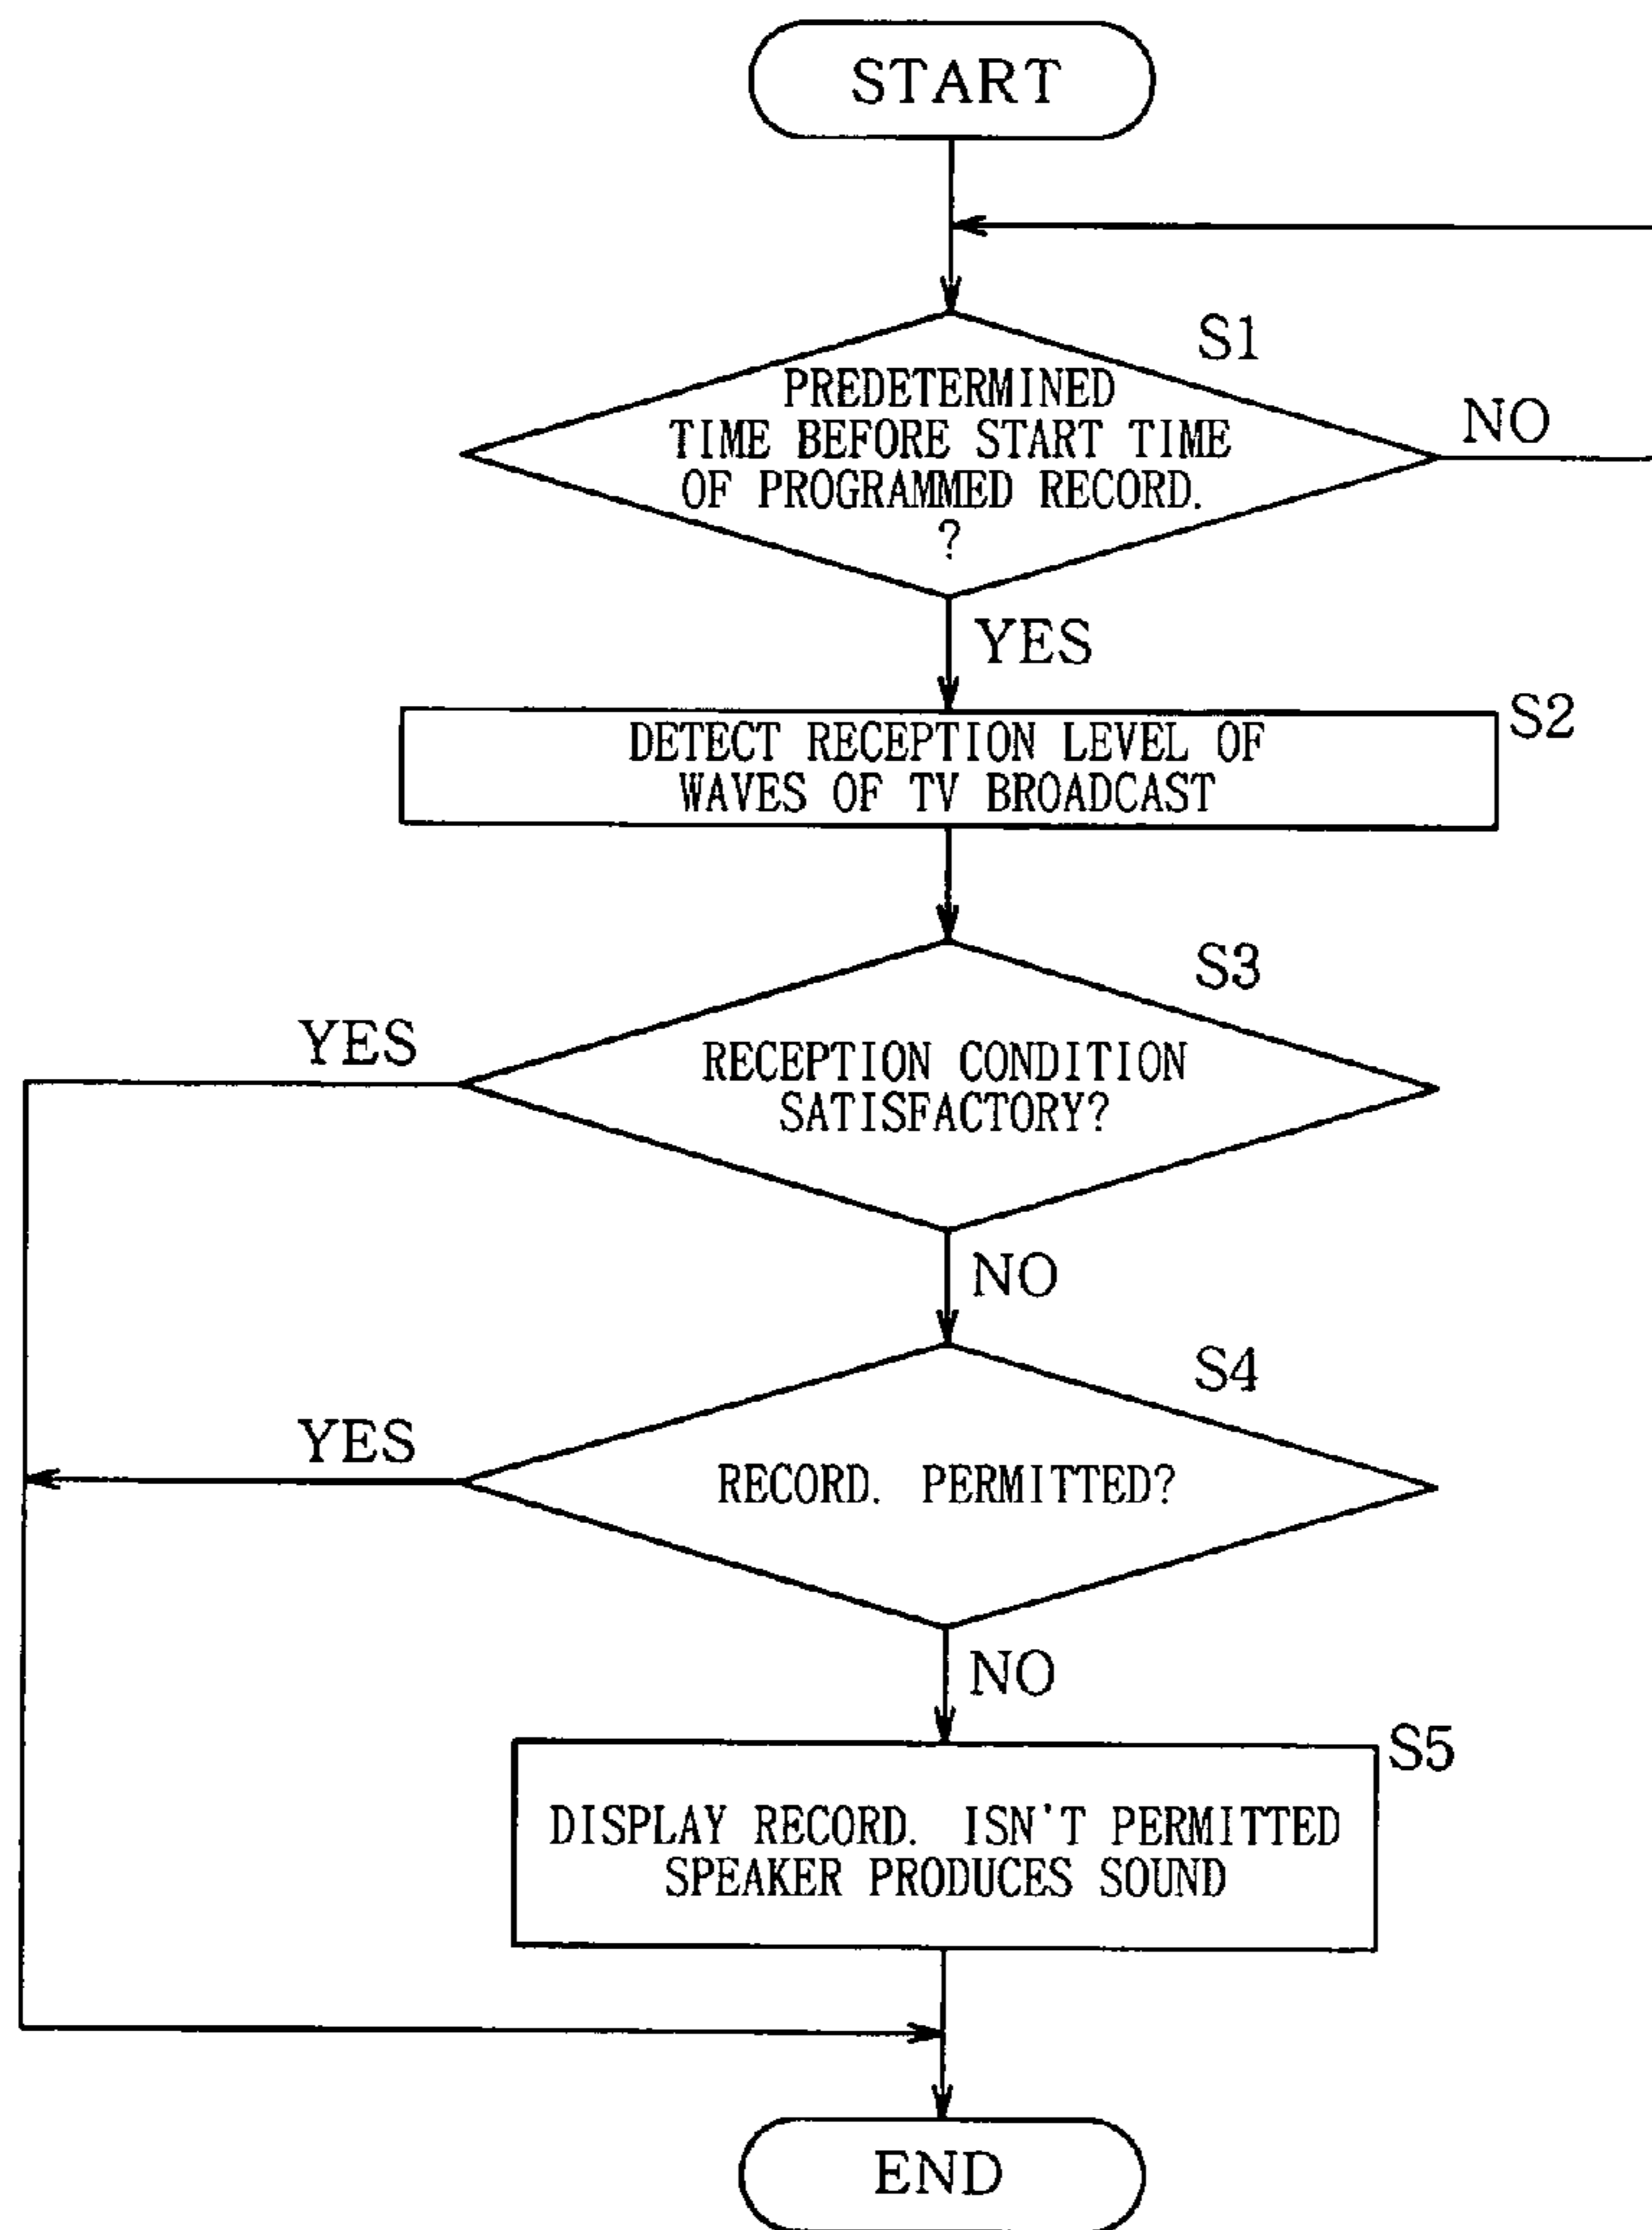 START
S1
PREDETERMINED
TIME BEFORE START TIME
OF PROGRAMMED RECORD.
?
NO
YES
S2
DETECT RECEPTION LEVEL OF
WAVES OF TV BROADCAST
S3
YES
RECEPTION CONDITION
SATISFACTORY?
NO
S4
YES
RECORD. PERMITTED?
NO
S5
DISPLAY RECORD. ISN'T PERMITTED
SPEAKER PRODUCES SOUND
END